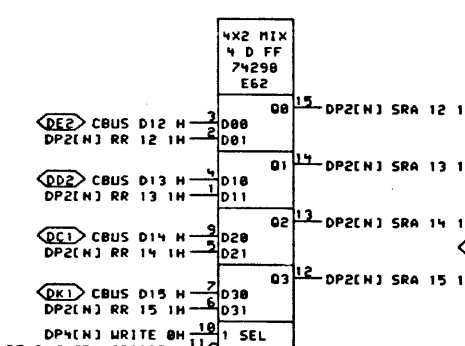 4X2 MIX
4 D FF
74298
E62
Q0 15 DP2[N] SRA 12 1
DE2 CBUS D12 H 3 D00
DP2[N] RR 12 1H 2 D01
Q1 14 DP2[N] SRA 13 1
DD2 CBUS D13 H 4 D10
DP2[N] RR 13 1H 1 D11
Q2 13 DP2[N] SRA 14 1
DC1 CBUS D14 H 9 D20
DP2[N] RR 14 1H 5 D21
Q3 12 DP2[N] SRA 15 1
DK1 CBUS D15 H 7 D30
DP2[N] RR 15 1H 6 D31
DP4[N] WRITE 0H 10 1 SEL
11